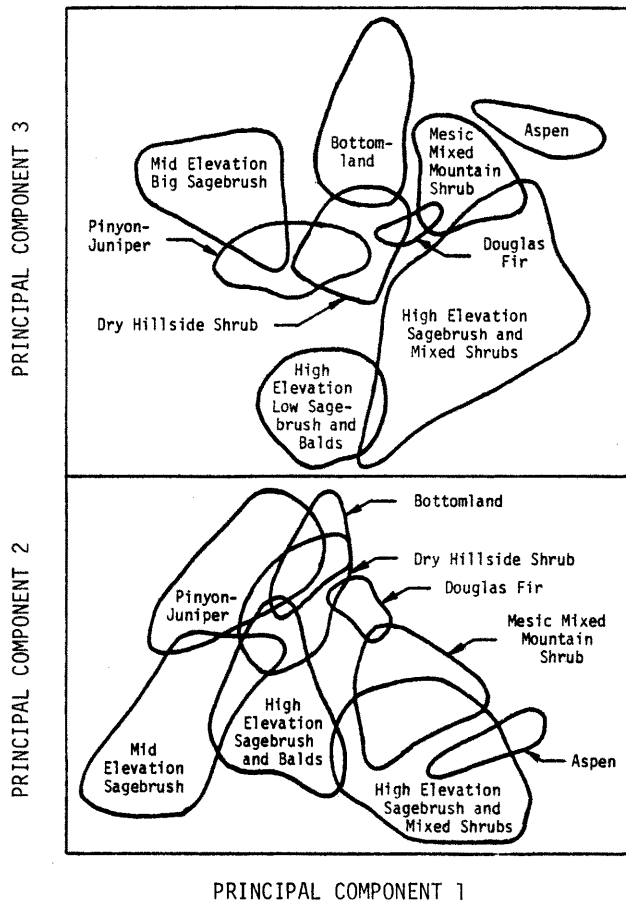 PRINCIPAL COMPONENT 3
Bottom-
land
Mesic
Mixed
Mountain
Shrub
Aspen
Mid Elevation
Big Sagebrush
Pinyon-
Juniper
Douglas
Fir
Dry Hillside Shrub
High Elevation
Sagebrush and
Mixed Shrubs
High
Elevation
Low Sage-
brush and
Balds
PRINCIPAL COMPONENT 2
Bottomland
Dry Hillside Shrub
Douglas Fir
Pinyon-
Juniper
Mesic Mixed
Mountain
Shrub
High
Elevation
Sagebrush
and Balds
Mid
Elevation
Sagebrush
Aspen
High Elevation
Sagebrush and
Mixed Shrubs
PRINCIPAL COMPONENT 1